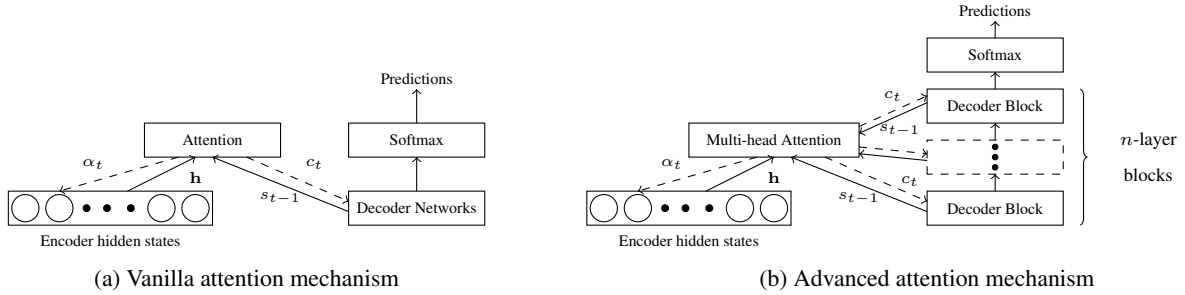 Predictions
Softmax
Attention
α_t
c_t
h
s_{t−1}
Decoder Networks
Encoder hidden states
(a) Vanilla attention mechanism
Predictions
Softmax
Decoder Block
c_t
s_{t−1}
Multi-head Attention
n-layer
blocks
α_t
c_t
h
s_{t−1}
Decoder Block
Encoder hidden states
(b) Advanced attention mechanism